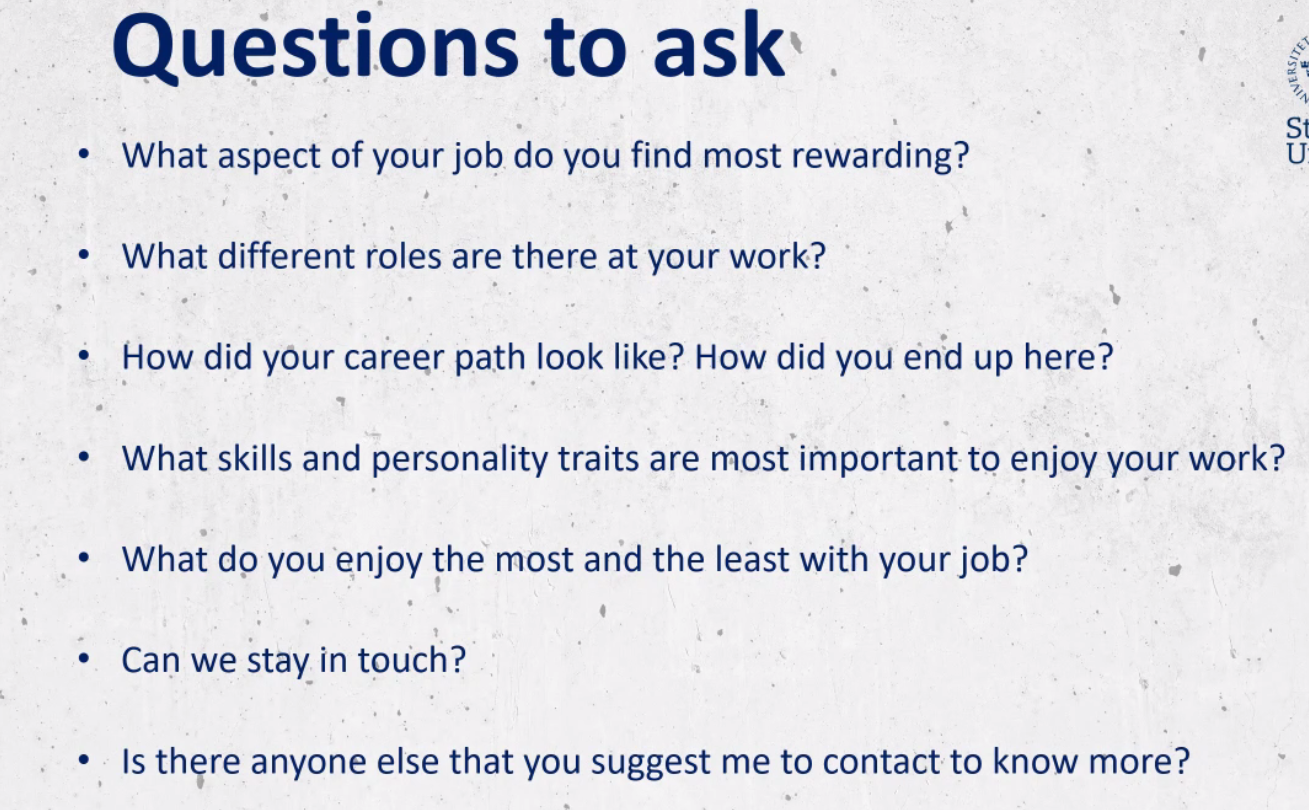 Questions to ask
What aspect of your job do you find most rewarding?
What different roles are there at your work?
How did your career path look like? How did you end up here?
What skills and personality traits are most important to enjoy your work?
What do you enjoy the most and the least with your job?
Can we stay in touch?
Is there anyone else that you suggest me to contact to know more?